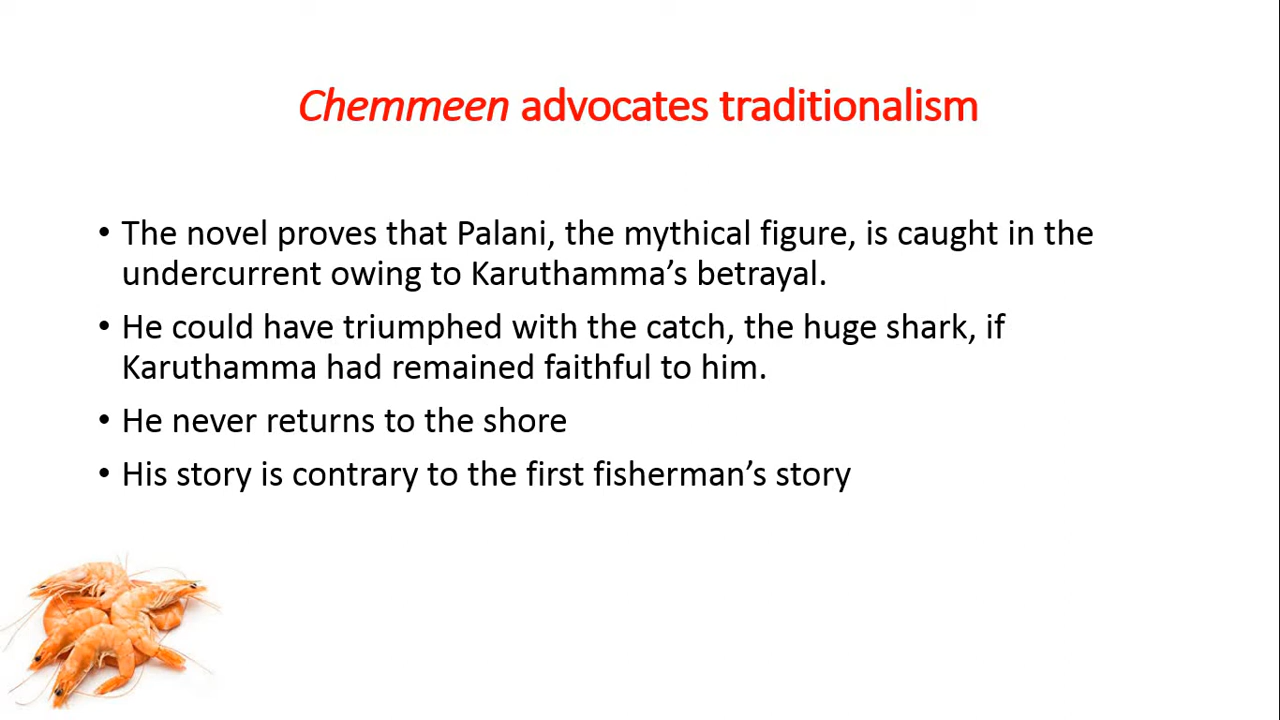 Chemmeen advocates traditionalism
• The novel proves that Palani, the mythical figure, is caught in the
undercurrent owing to Karuthamma’s betrayal.
• He could have triumphed with the catch, the huge shark, if
Karuthamma had remained faithful to him.
• He never returns to the shore
• His story is contrary to the first fisherman’s story